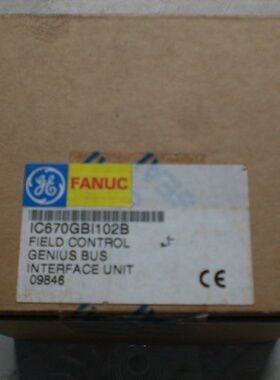 GE FANUC
IC670GBI102B
FIELD CONTROL
GENIUS BUS
INTERFACE UNIT
09846
CE